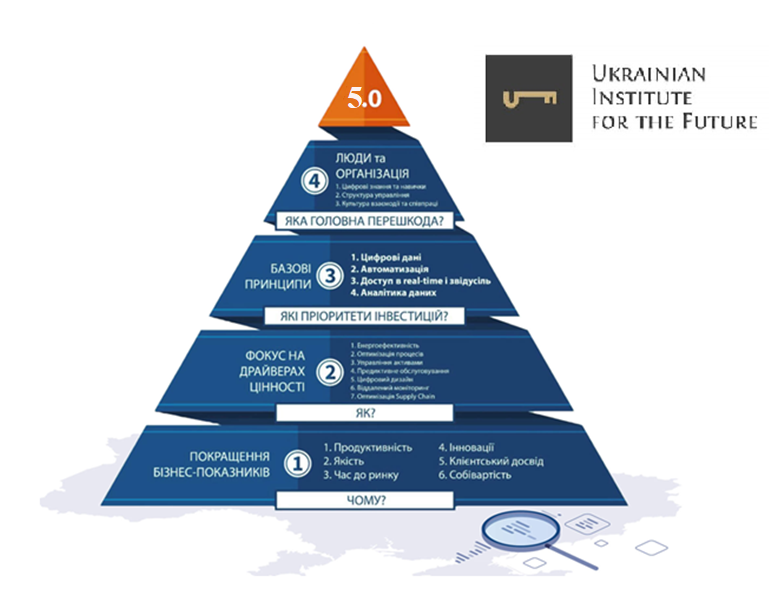 5.0
UKRAINIAN
INSTITUTE
FOR THE FUTURE
ЛЮДИ та
ОРГАНІЗАЦІЯ
4
1. Цифрові знання та навички
2. Структура управління
3. Культура взаємодії та співпраці
ЯКА ГОЛОВНА ПЕРЕШКОДА?
БАЗОВІ
ПРИНЦИПИ
3
1. Цифрові дані
2. Автоматизація
3. Доступ в real-time і звідусіль
4. Аналітика даних
ЯКІ ПРІОРИТЕТИ ІНВЕСТИЦІЙ?
ФОКУС НА
ДРАЙВЕРАХ
ЦІННОСТІ
2
1. Енергоефективність
2. Оптимізація процесів
3. Управління активами
4. Предиктивне обслуговування
5. Цифровий дизайн
6. Віддалений моніторинг
7. Оптимізація Supply Chain
ЯК?
ПОКРАЩЕННЯ
БІЗНЕС-ПОКАЗНИКІВ
1
1. Продуктивність
2. Якість
3. Час до ринку
4. Інновації
5. Клієнтський досвід
6. Собівартість
ЧОМУ?